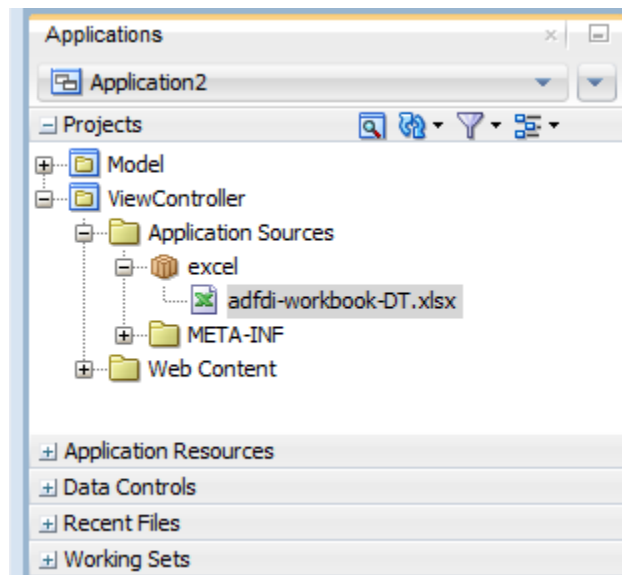 Applications
Application2
Projects
Model
ViewController
Application Sources
excel
adfdi-workbook-DT.xlsx
META-INF
Web Content
Application Resources
Data Controls
Recent Files
Working Sets